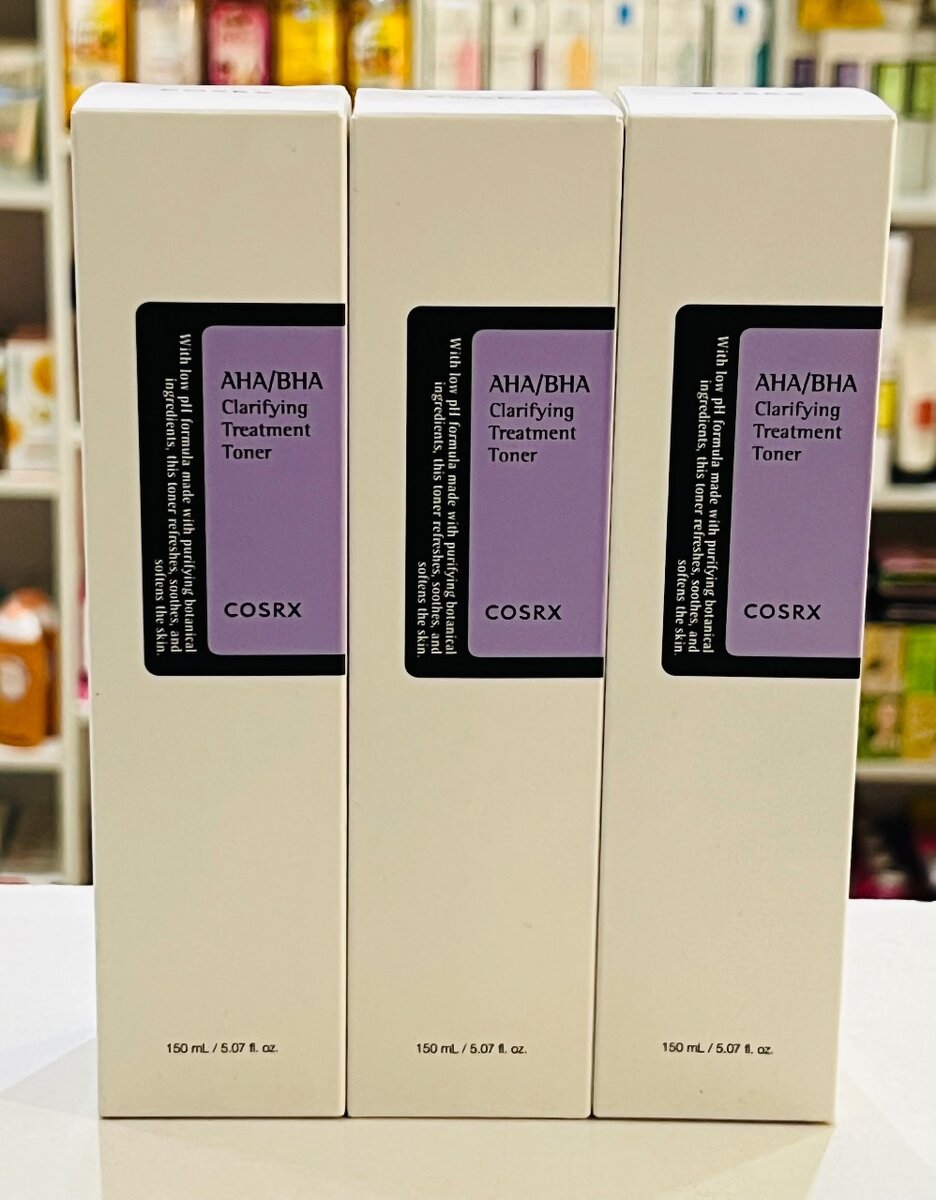 With low pH formula made with purifying botanical
ingredients, this toner refreshes, soothes, and
softens the skin.
AHA/BHA
Clarifying
Treatment
Toner
COSRX
150 mL / 5.07 fl. oz.
With low pH formula made with purifying botanical
ingredients, this toner refreshes, soothes, and
softens the skin.
AHA/BHA
Clarifying
Treatment
Toner
COSRX
150 mL / 5.07 fl. oz.
With low pH formula made with purifying botanical
ingredients, this toner refreshes, soothes, and
softens the skin.
AHA/BHA
Clarifying
Treatment
Toner
COSRX
150 mL / 5.07 fl. oz.